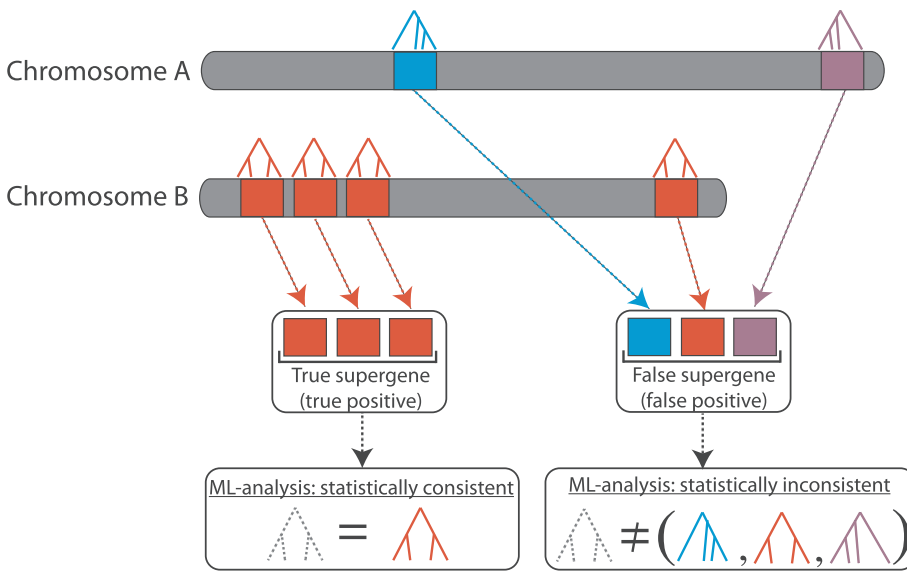 Chromosome A
Chromosome B
True supergene
(true positive)
False supergene
(false positive)
ML-analysis: statistically consistent
=
ML-analysis: statistically inconsistent
≠ ( , , )